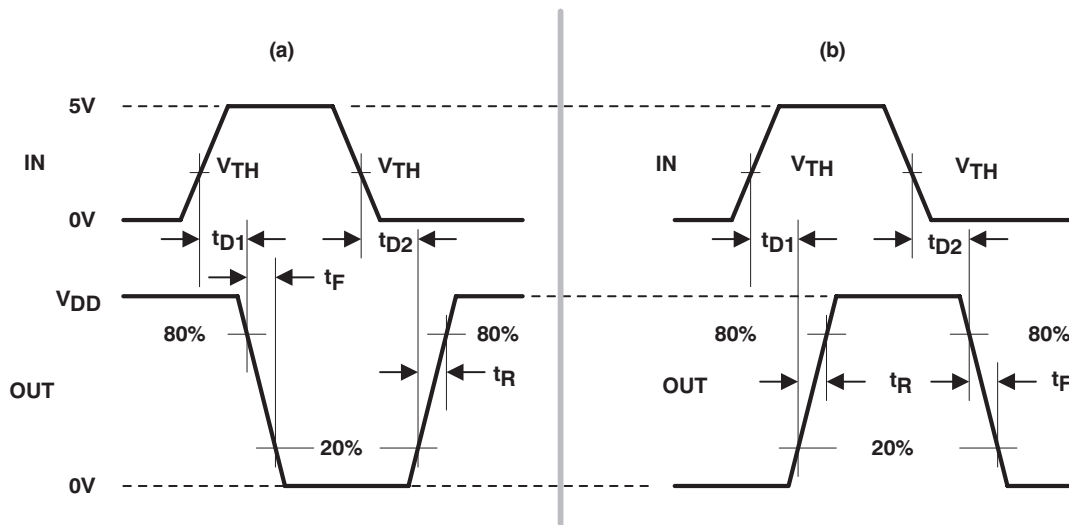 (a)
(b)
5V
IN
VTH
VTH
IN
VTH
VTH
0V
tD1
tD2
tD1
tD2
tF
VDD
80%
80%
80%
80%
OUT
tR
OUT
tR
tF
20%
20%
0V